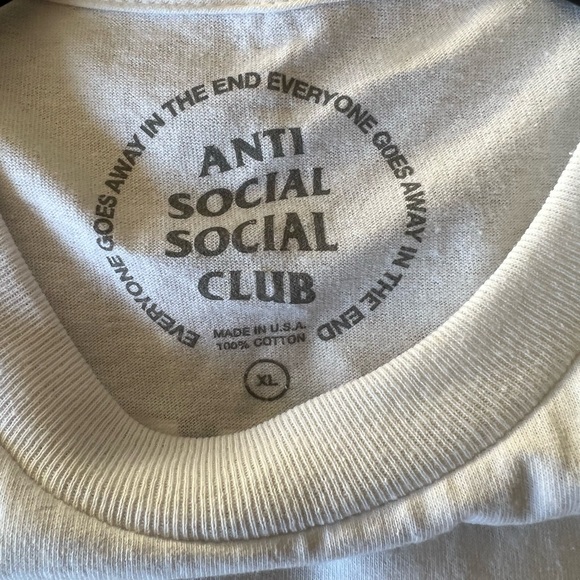 EVERYONE GOES AWAY IN THE END EVERYONE GOES AWAY IN THE END
ANTI
SOCIAL
SOCIAL
CLUB
MADE IN U.S.A.
100% COTTON
XL